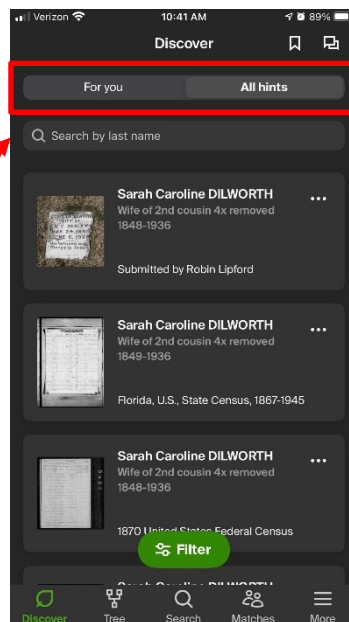 Verizon 10:41 AM 89%
Discover
For you All hints
Search by last name
Sarah Caroline DILWORTH
Wife of 2nd cousin 4x removed
1848-1936
Submitted by Robin Lipford
Sarah Caroline DILWORTH
Wife of 2nd cousin 4x removed
1849-1936
Florida, U.S., State Census, 1867-1945
Sarah Caroline DILWORTH
Wife of 2nd cousin 4x removed
1848-1936
1870 United States Federal Census
Filter
Sarah Caroline DILWORTH
Discover Tree Search Matches More